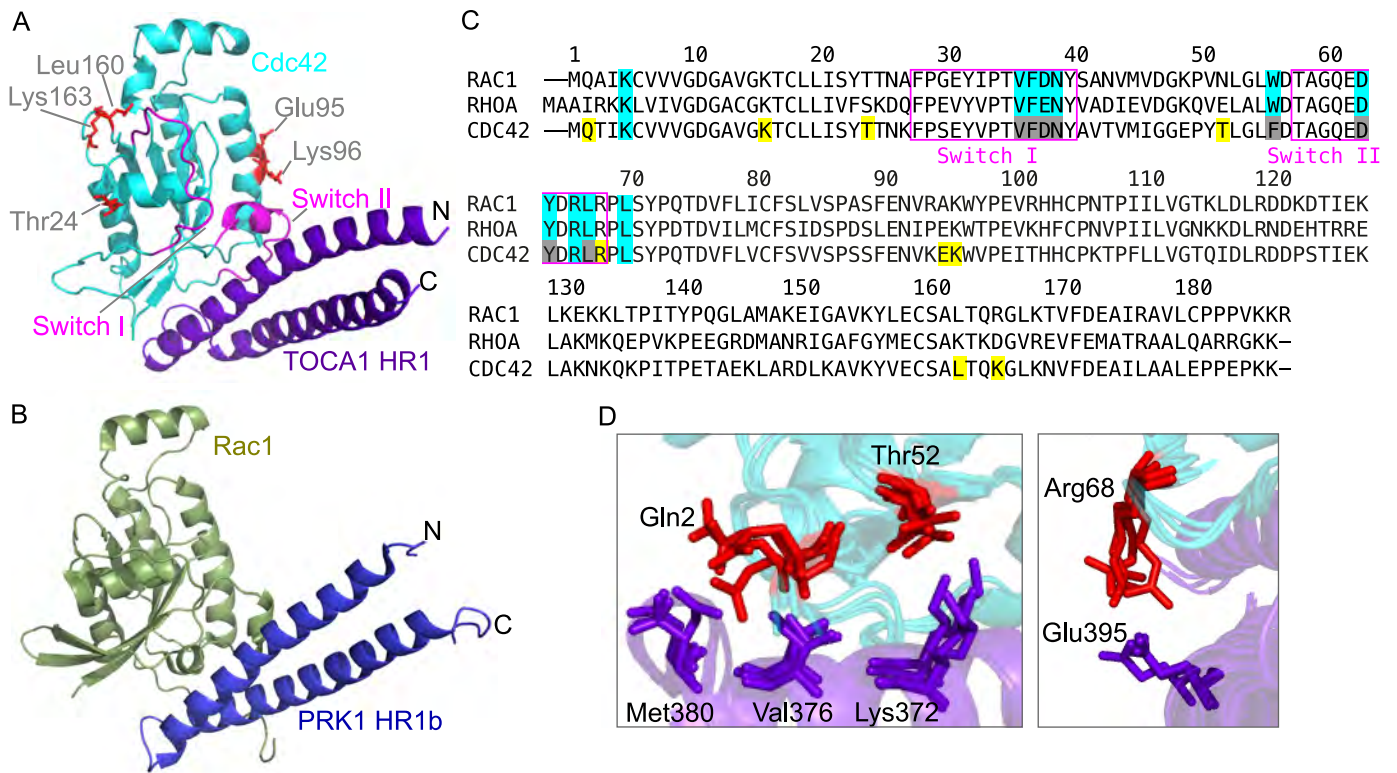 A
Cdc42
Leu160
Lys163
Glu95
Lys96
Thr24
Switch II
N
C
Switch I
TOCA1 HR1
B
Rac1
N
C
PRK1 HR1b
C
1 10 20 30 40 50 60
RAC1 ——MQAIKCVVVGDGAVGKTCLLISYTTNAFPGEYIPTVFDNYSANVMVDGKPVNLGLWDTAGQED
RHOA MAAIRKKLVIVGDGACGKTCLLIVFSKDQFPEVYVPTVFENYVADIEVDGKQVELALWDTAGQED
CDC42 ——MQTIKCVVVGDGAVGKTCLLISYTTNKFPSEYVPTVFDNYAVTVMIGGEPYTLGLFDTAGQED
Switch I Switch II
70 80 90 100 110 120
RAC1 YDRLRPLSYPQTDVFLICFSLVSPASFENVRAKWYPEVRHHCPNTPIILVGTKLDLRDDKDTIEK
RHOA YDRLRPLSYPDTDVILMCFSIDSPDSLENIPEKWTPEVKHFCPNVPIILVGNKKDLRNDEHTRRE
CDC42 YDRLRPLSYPQTDVFLVCFSVVSPSSFENVKEKWVPEITHHCPKTPFLLVGTQIDLRDDPSTIEK
130 140 150 160 170 180
RAC1 LKEKKLTPITYPQGLAMAKEIGAVKYLECSALTQRGLKTVFDEAIRAVLCPPPVKKR
RHOA LAKMKQEPVKPEEGRDMANRIGAFGYMECSAKTKDGVREVFEMATRAALQARRGKK–
CDC42 LAKNKQKPITPETAEKLARDLKAVKYVECSALTQKGLKNVFDEAILAALEPPEPKK–
D
Thr52
Gln2
Met380 Val376 Lys372
Arg68
Glu395